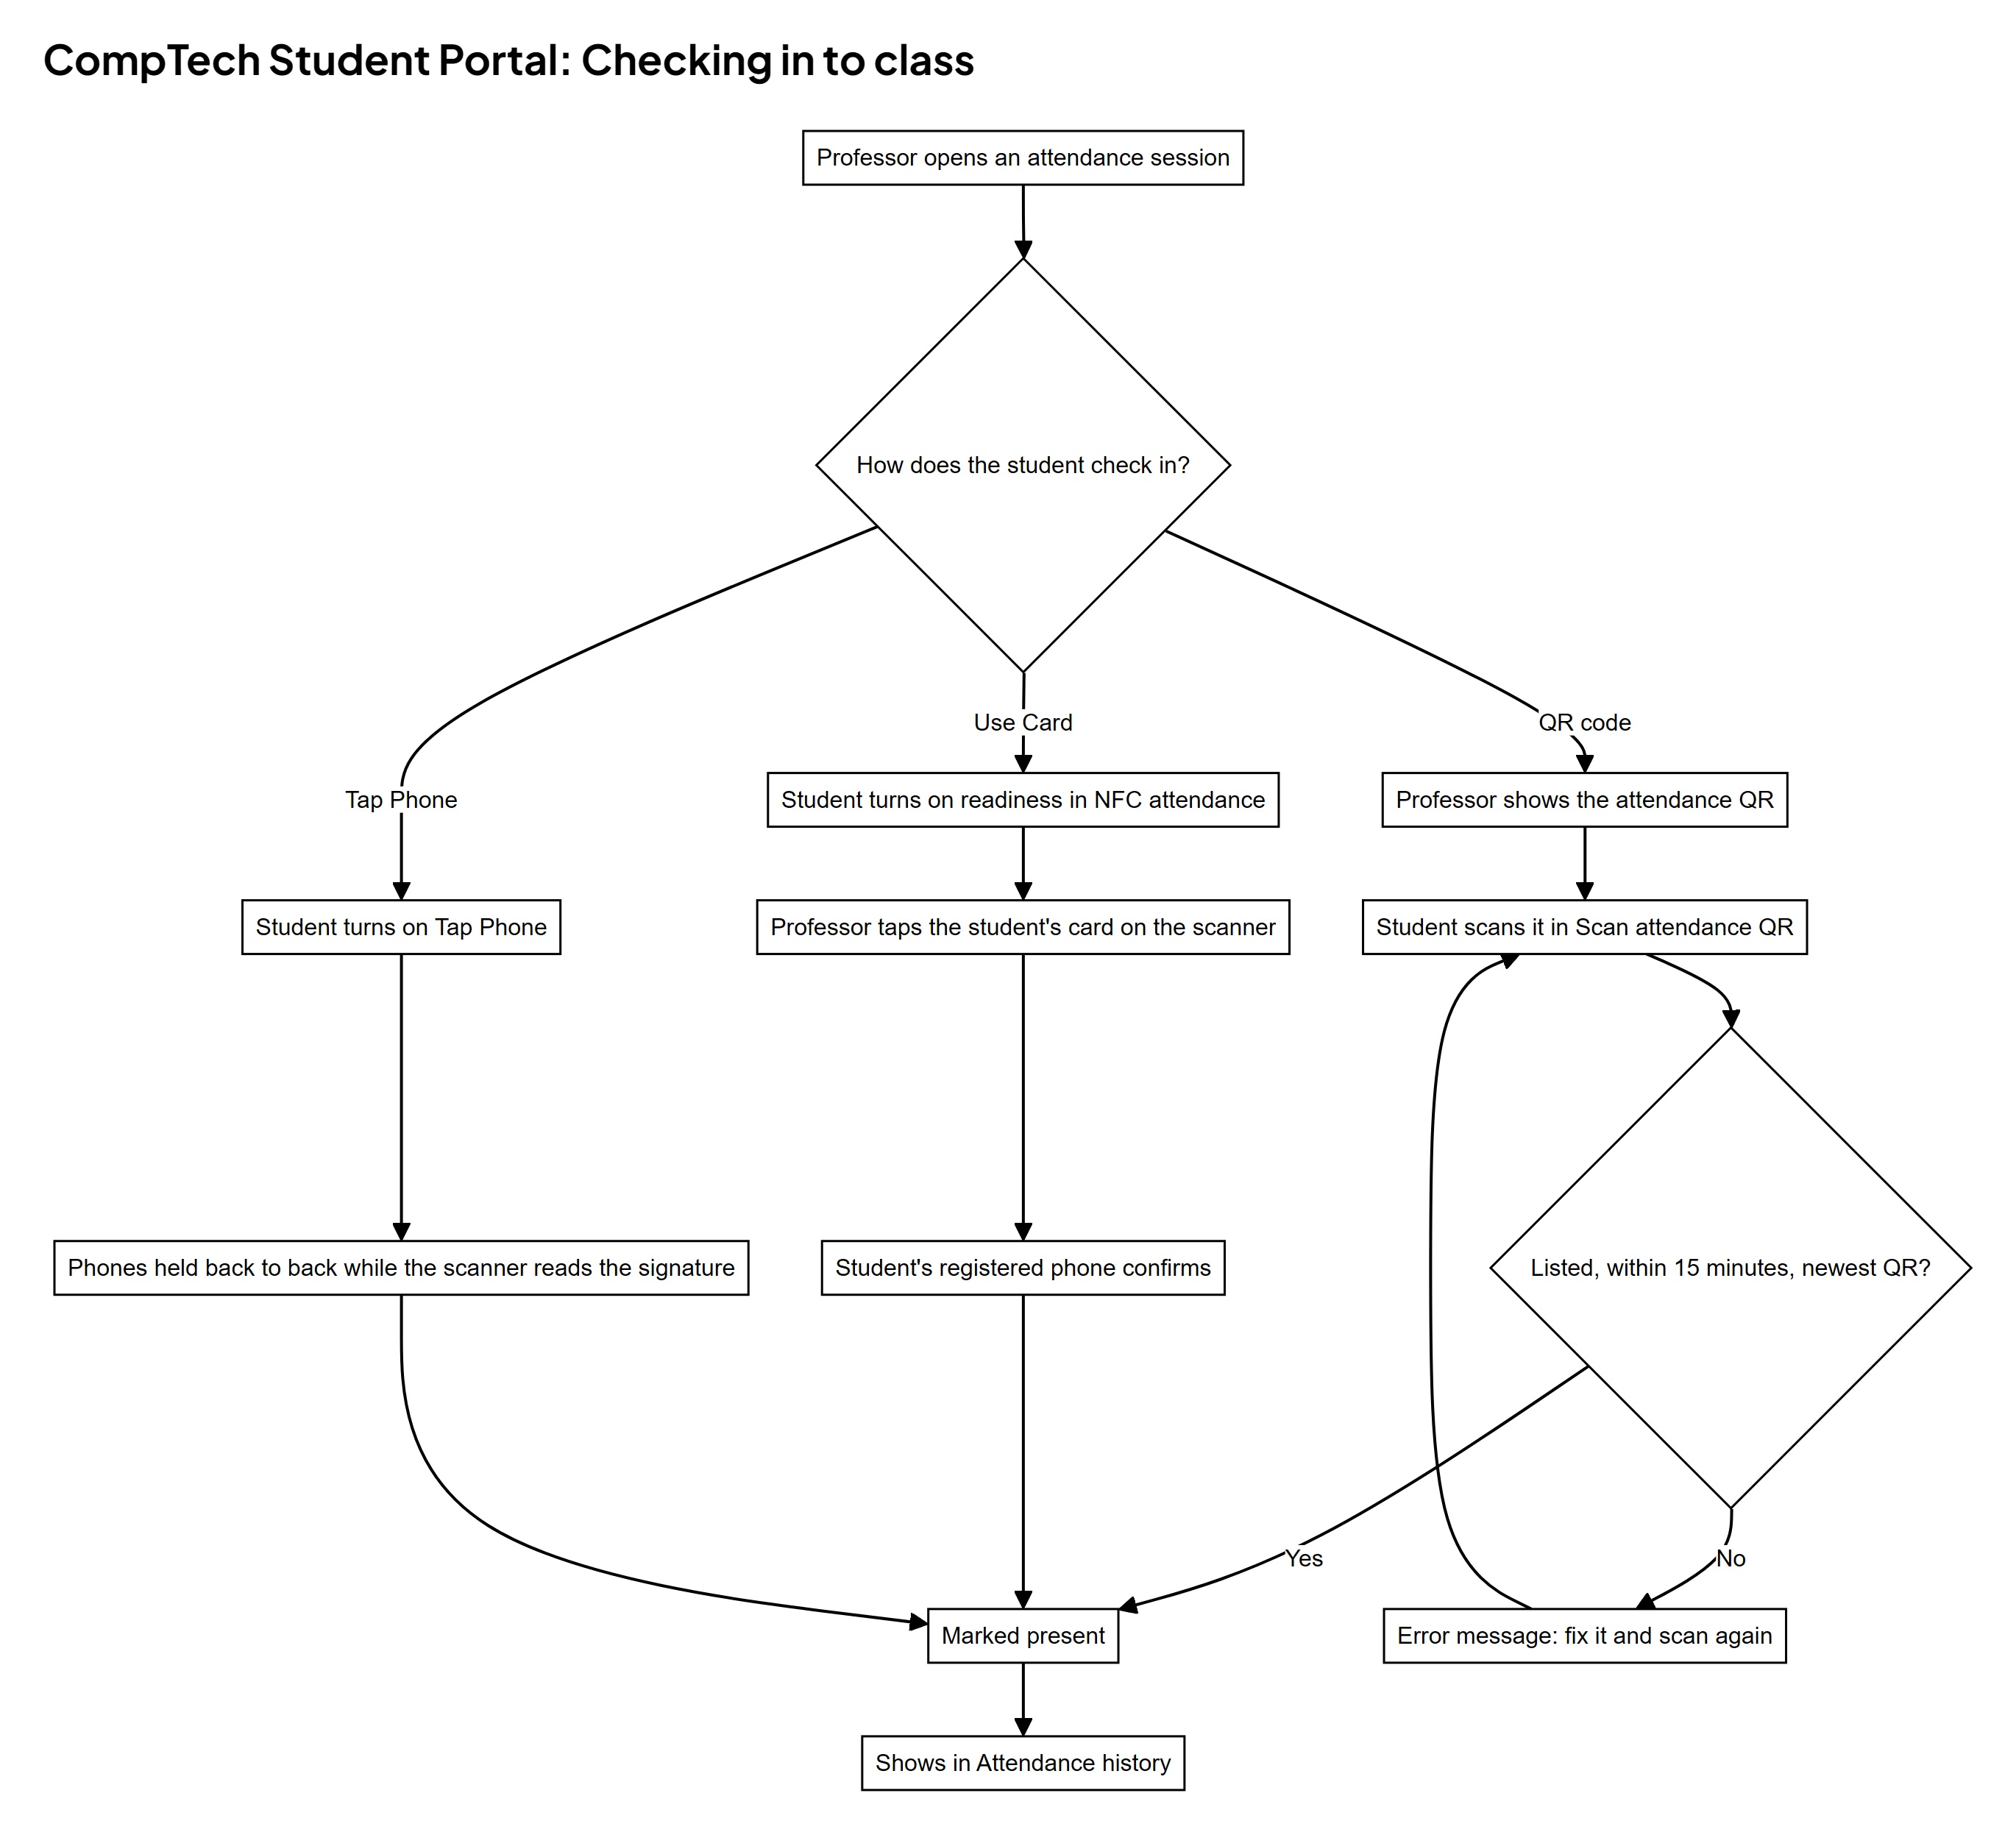 CompTech Student Portal: Checking in to class
Professor opens an attendance session
How does the student check in?
Use Card
QR code
Tap Phone
Student turns on readiness in NFC attendance
Professor shows the attendance QR
Student turns on Tap Phone
Professor taps the student's card on the scanner
Student scans it in Scan attendance QR
Phones held back to back while the scanner reads the signature
Student's registered phone confirms
Listed, within 15 minutes, newest QR?
Yes
No
Marked present
Error message: fix it and scan again
Shows in Attendance history